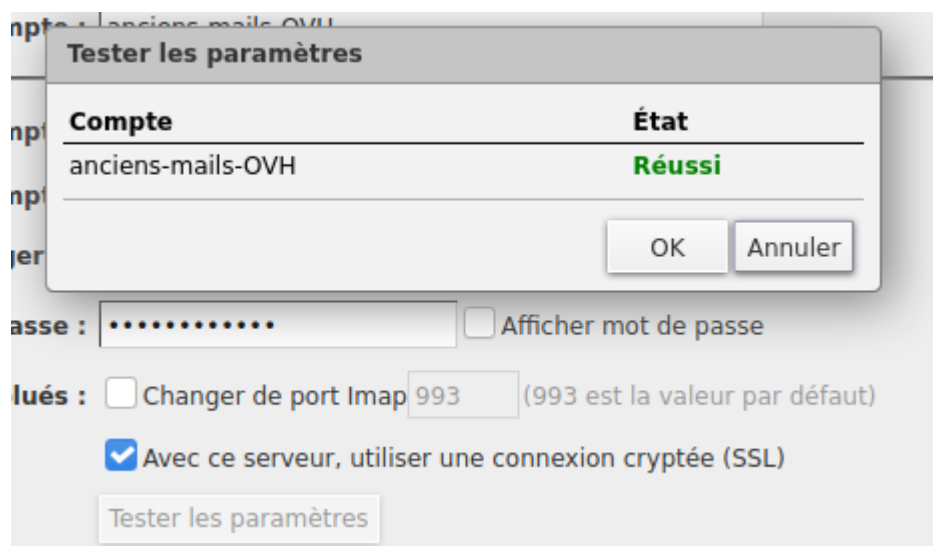 Tester les paramètres
Compte État
anciens-mails-OVH Réussi
OK Annuler
asse : •••••••••••• Afficher mot de passe
lués : Changer de port Imap 993 (993 est la valeur par défaut)
Avec ce serveur, utiliser une connexion cryptée (SSL)
Tester les paramètres